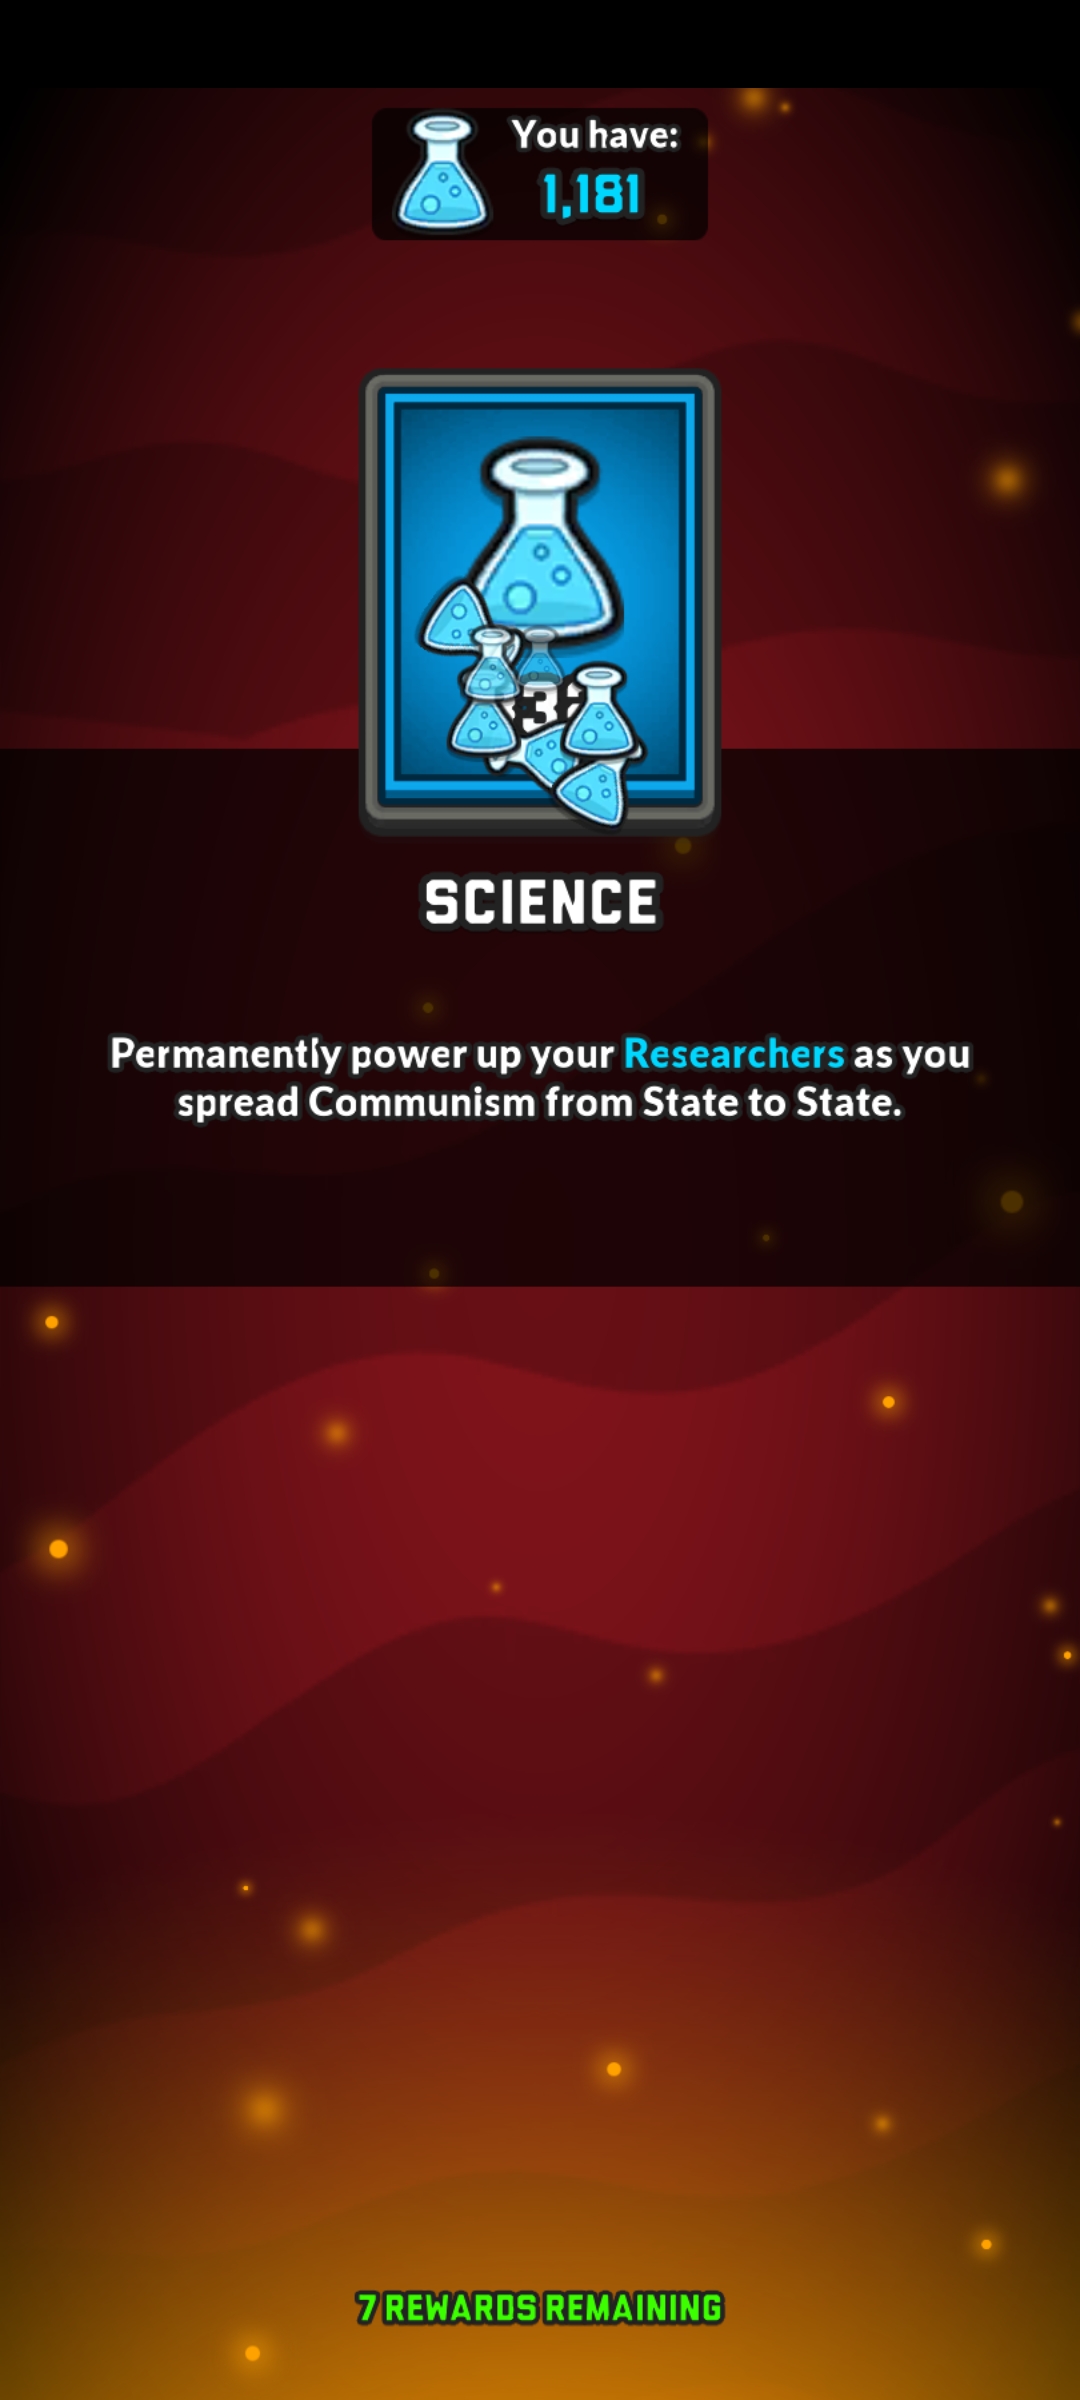 You have:
1,181
SCIENCE
Permanently power up your Researchers as you
spread Communism from State to State.
7 REWARDS REMAINING